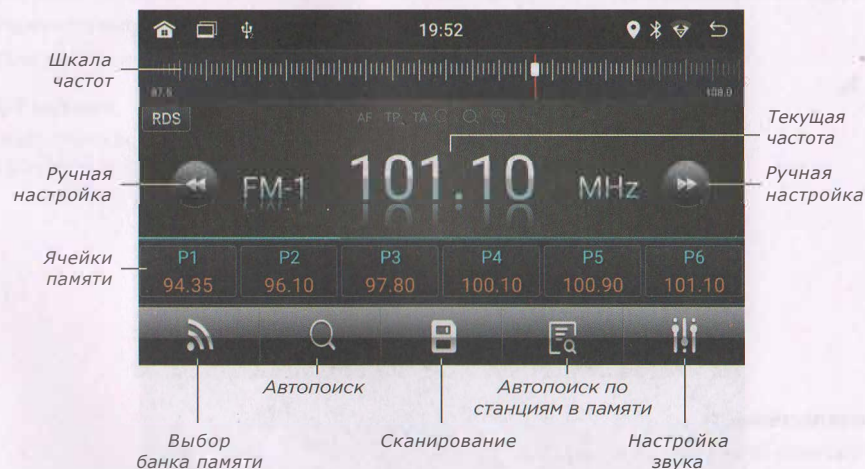 19:52
Шкала
частот
87.5
108.0
RDS
AF TP TA
Текущая
частота
Ручная
настройка
FM-1
101.10
MHz
Ручная
настройка
Ячейки
памяти
P1 P2 P3 P4 P5 P6
94.35 96.10 97.80 100.10 100.90 101.10
Автопоиск
Автопоиск по
станциям в памяти
Выбор
банка памяти
Сканирование
Настройка
звука